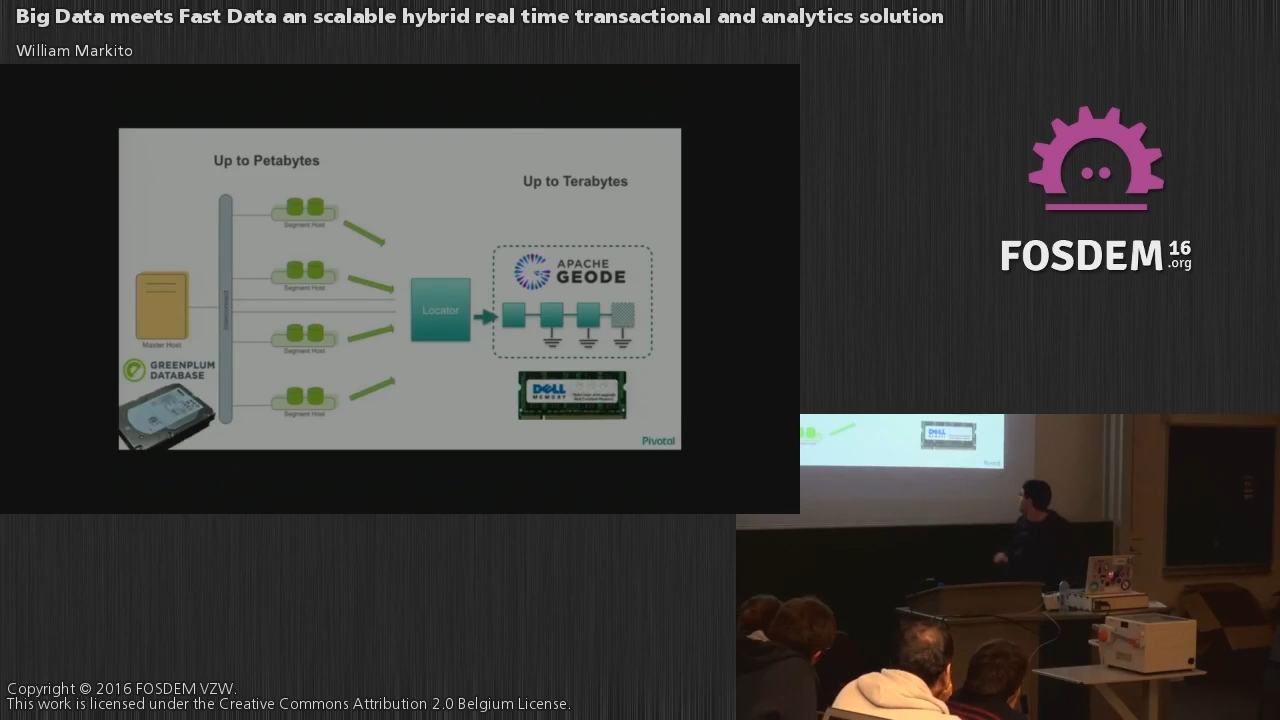 Big Data meets Fast Data an scalable hybrid real time transactional and analytics solution
William Markito
Up to Petabytes
Up to Terabytes
Segment Host
Segment Host
Segment Host
Segment Host
Master Host
Locator
APACHE
GEODE
GREENPLUM
DATABASE
DELL
MEMORY
Pivotal
FOSDEM 16
.org
DELL
Pivotal
Copyright © 2016 FOSDEM VZW.
This work is licensed under the Creative Commons Attribution 2.0 Belgium License.